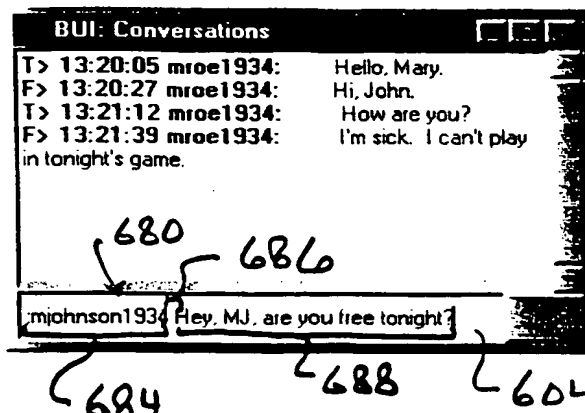 BUI: Conversations
T> 13:20:05 mroe1934: Hello, Mary.
F> 13:20:27 mroe1934: Hi, John.
T> 13:21:12 mroe1934: How are you?
F> 13:21:39 mroe1934: I'm sick. I can't play
in tonight's game.
680
686
:mjohnson1934 Hey, MJ, are you free tonight?
684
688
604